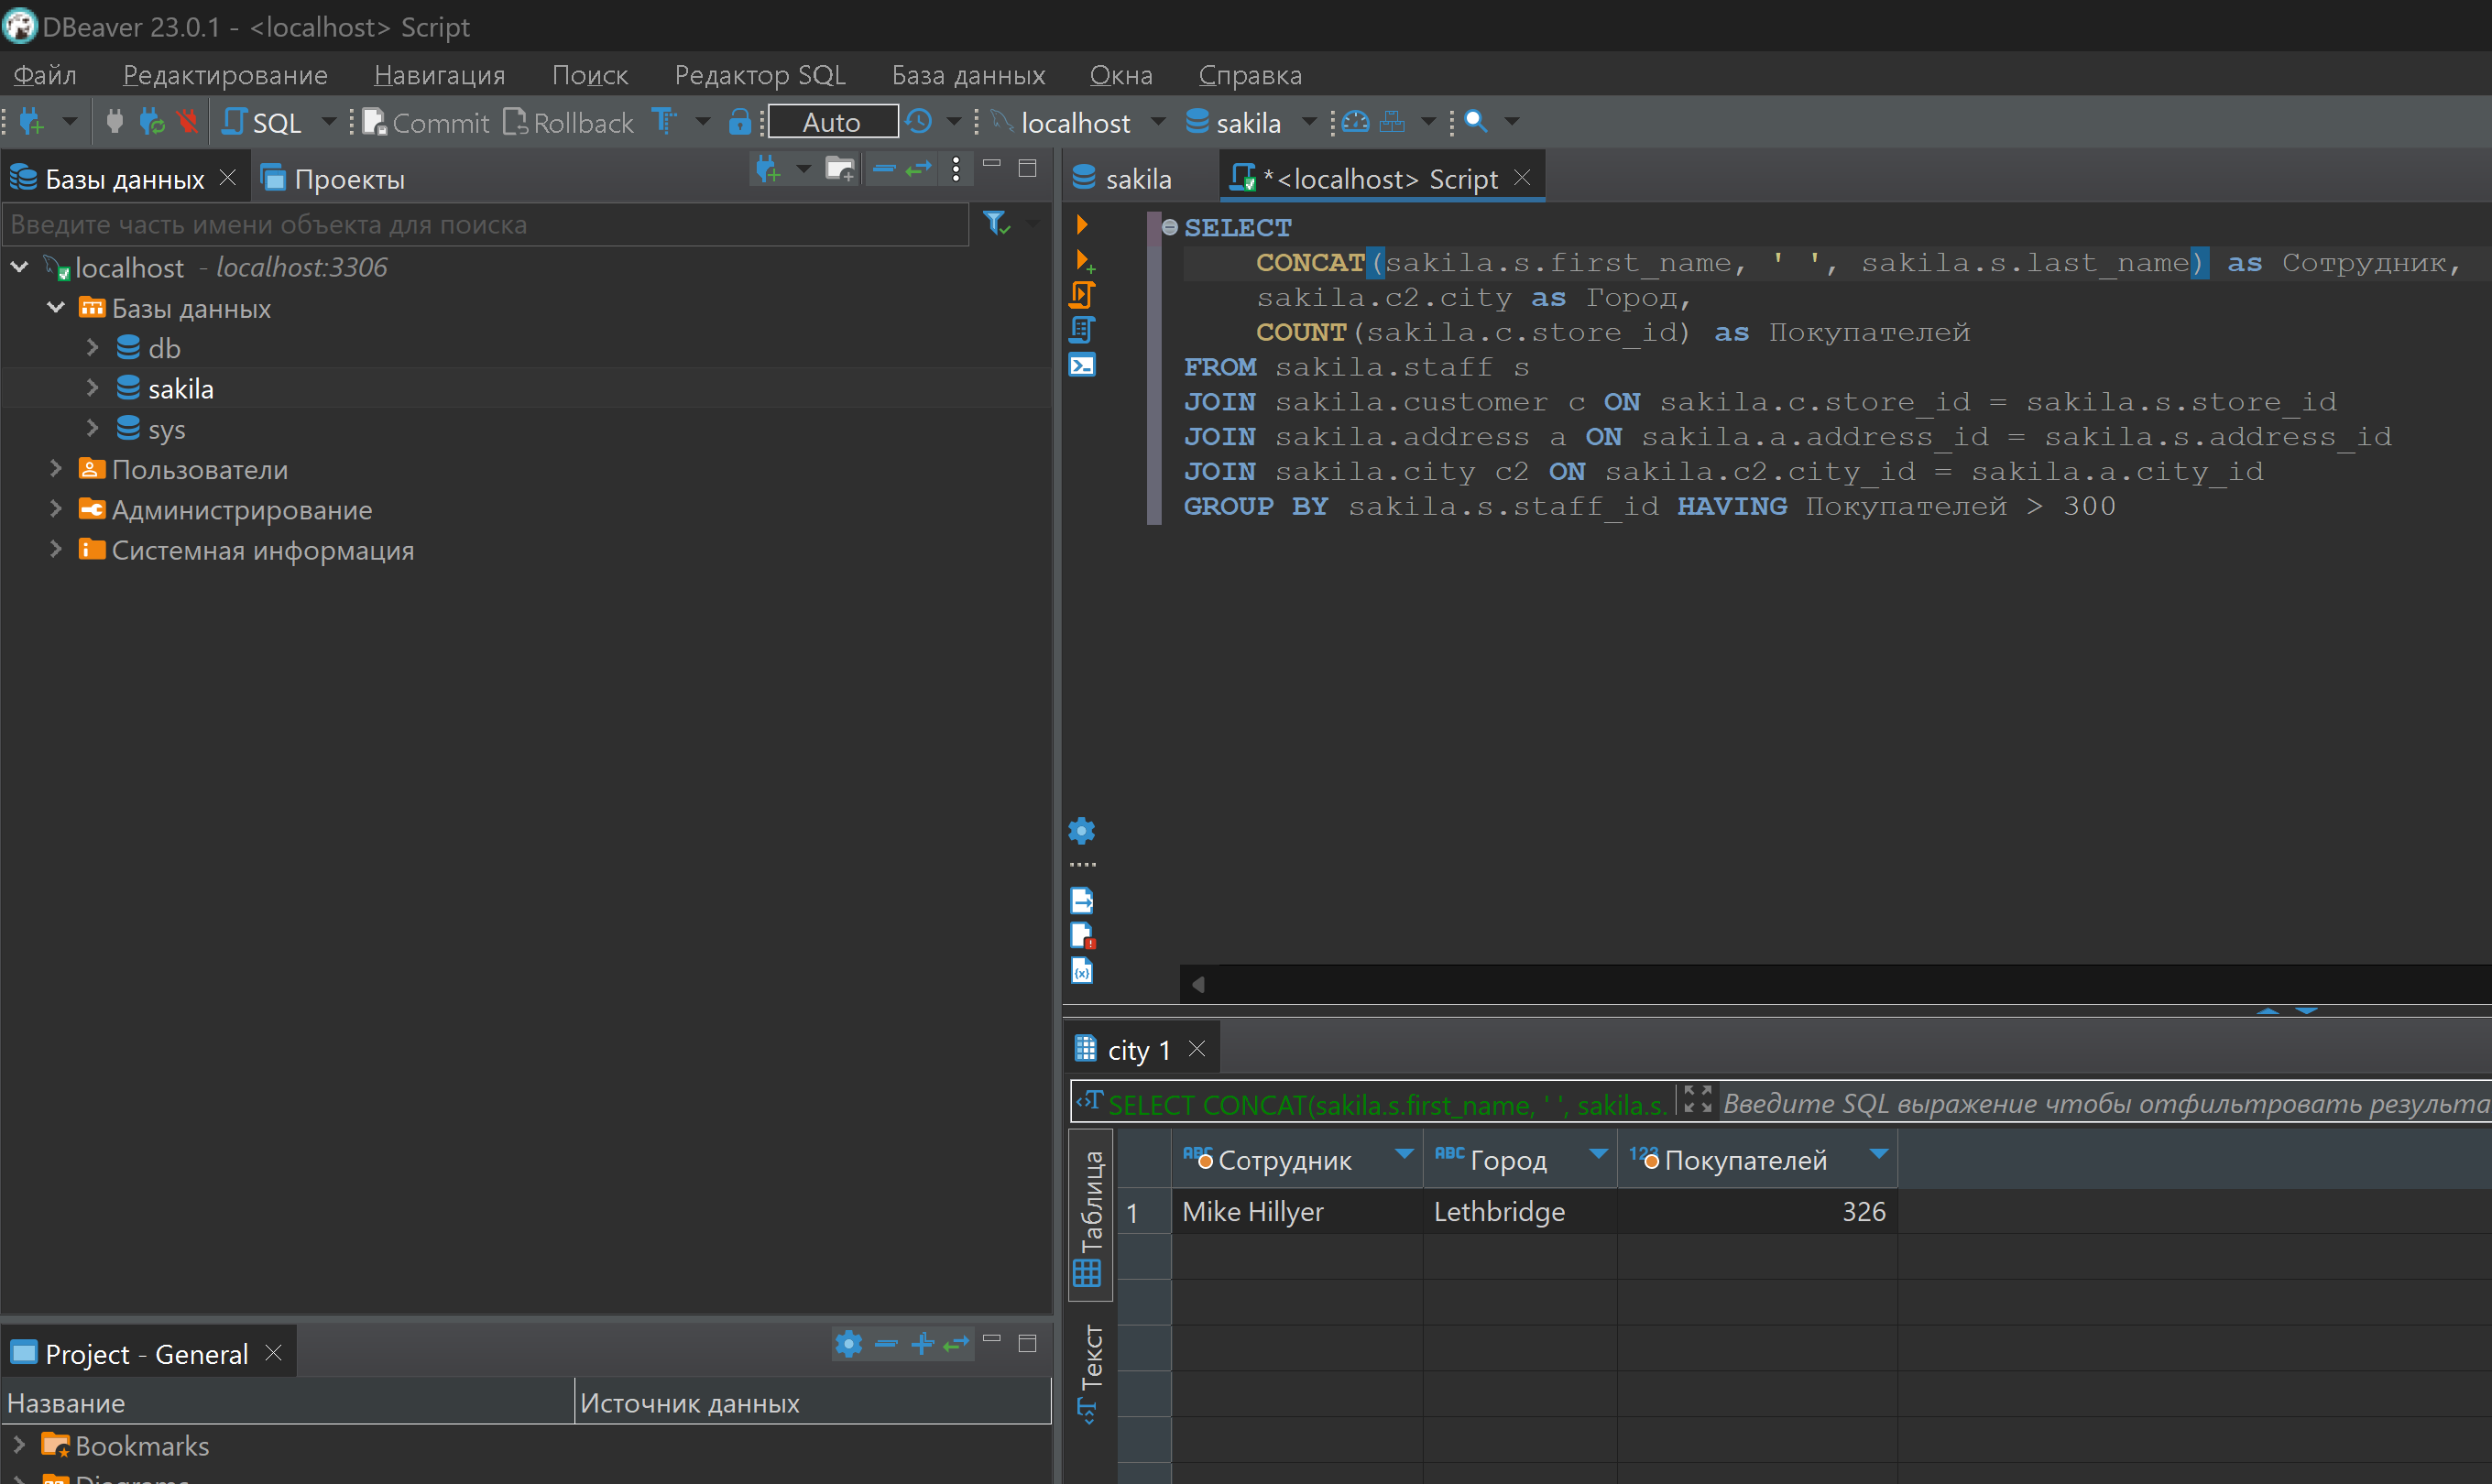 DBeaver 23.0.1 - <localhost> Script
Файл Редактирование Навигация Поиск Редактор SQL База данных Окна Справка
SQL Commit Rollback Auto localhost sakila
Базы данных Проекты
Введите часть имени объекта для поиска
localhost - localhost:3306
Базы данных
db
sakila
sys
Пользователи
Администрирование
Системная информация
Project - General
Название Источник данных
Bookmarks
Diagrams
sakila *<localhost> Script
SELECT
CONCAT(sakila.s.first_name, ' ', sakila.s.last_name) as Сотрудник,
sakila.c2.city as Город,
COUNT(sakila.c.store_id) as Покупателей
FROM sakila.staff s
JOIN sakila.customer c ON sakila.c.store_id = sakila.s.store_id
JOIN sakila.address a ON sakila.a.address_id = sakila.s.address_id
JOIN sakila.city c2 ON sakila.c2.city_id = sakila.a.city_id
GROUP BY sakila.s.staff_id HAVING Покупателей > 300
city 1
SELECT CONCAT(sakila.s.first_name, ' ', sakila.s. Введите SQL выражение чтобы отфильтровать результа
Таблица
Текст
ABC Сотрудник ABC Город 123 Покупателей
1 Mike Hillyer Lethbridge 326